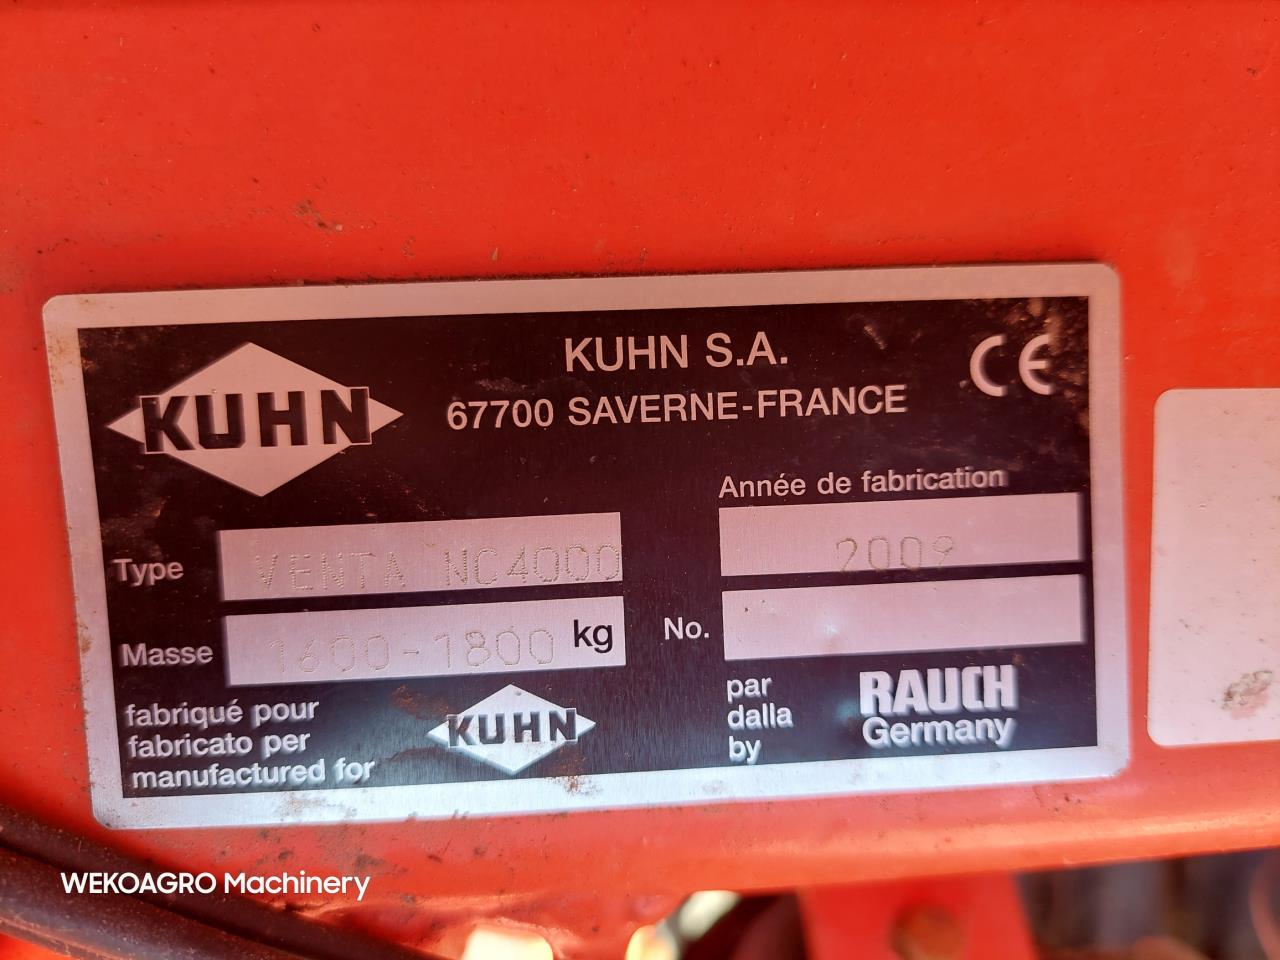 KUHN
KUHN S.A.
67700 SAVERNE-FRANCE
CE
Année de fabrication
Type VENTA NC4000
2009
Masse 1600-1800 kg
No.
fabriqué pour
fabricato per
manufactured for
KUHN
par
dalla
by
RAUCH
Germany
WEKOAGRO Machinery